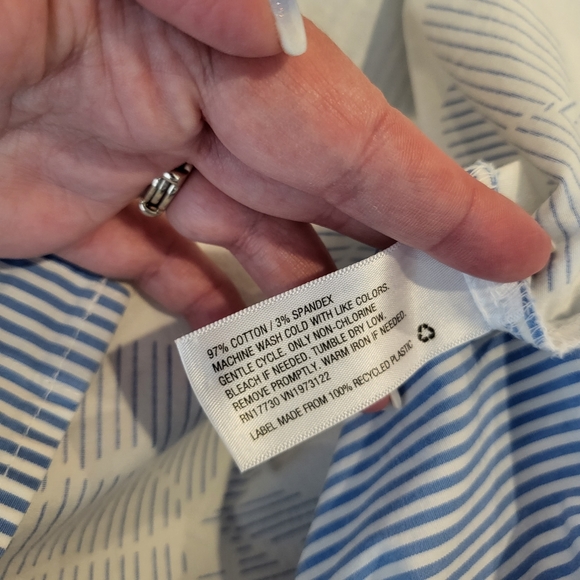 97% COTTON / 3% SPANDEX
MACHINE WASH COLD WITH LIKE COLORS.
GENTLE CYCLE. ONLY NON-CHLORINE
BLEACH IF NEEDED. TUMBLE DRY LOW.
REMOVE PROMPTLY. WARM IRON IF NEEDED.
RN17730 VN1973122
LABEL MADE FROM 100% RECYCLED PLASTIC